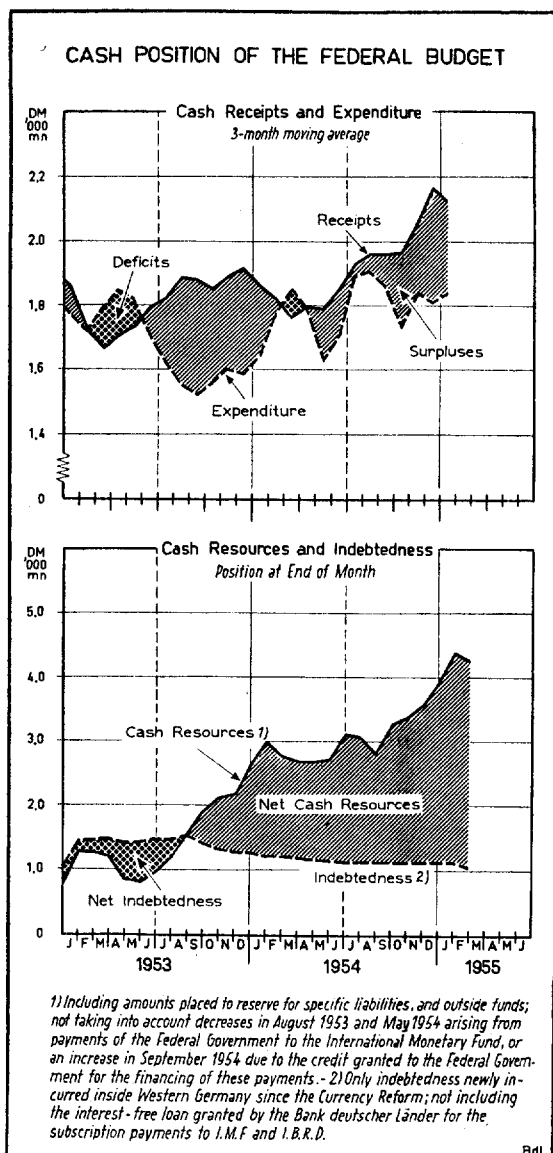 CASH POSITION OF THE FEDERAL BUDGET
DM
'000
mn
Cash Receipts and Expenditure
3-month moving average
2,2
2,0
1,8
1,6
1,4
0
Receipts
Deficits
Surpluses
Expenditure
DM
'000
mn
Cash Resources and Indebtedness
Position at End of Month
5,0
4,0
3,0
2,0
1,0
0
Cash Resources 1)
Net Cash Resources
Net Indebtedness
Indebtedness 2)
J F M A M J J A S O N D J F M A M J J A S O N D J F M A M J
1953 1954 1955
1) Including amounts placed to reserve for specific liabilities, and outside funds;
not taking into account decreases in August 1953 and May 1954 arising from
payments of the Federal Government to the International Monetary Fund, or
an increase in September 1954 due to the credit granted to the Federal Govern-
ment for the financing of these payments.- 2) Only indebtedness newly in-
curred inside Western Germany since the Currency Reform; not including
the interest-free loan granted by the Bank deutscher Länder for the
subscription payments to I.M.F and I.B.R.D.
BdL